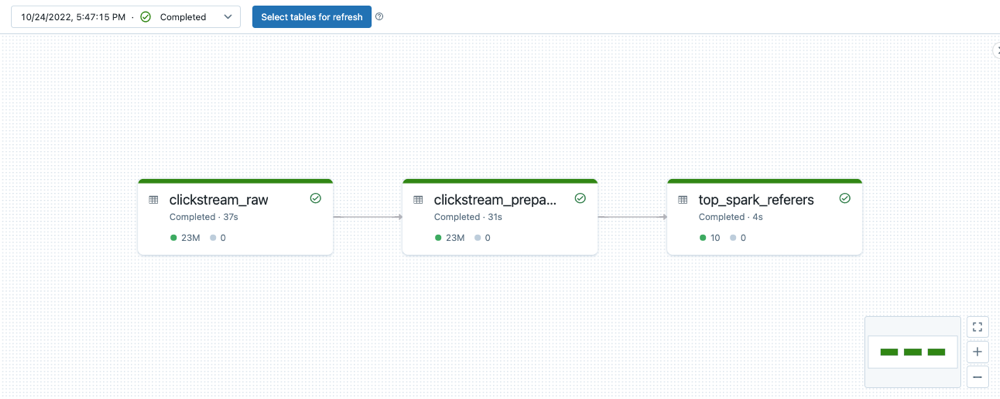 10/24/2022, 5:47:15 PM · Completed
Select tables for refresh
clickstream_raw
Completed · 37s
23M 0
clickstream_prepa...
Completed · 31s
23M 0
top_spark_referers
Completed · 4s
10 0